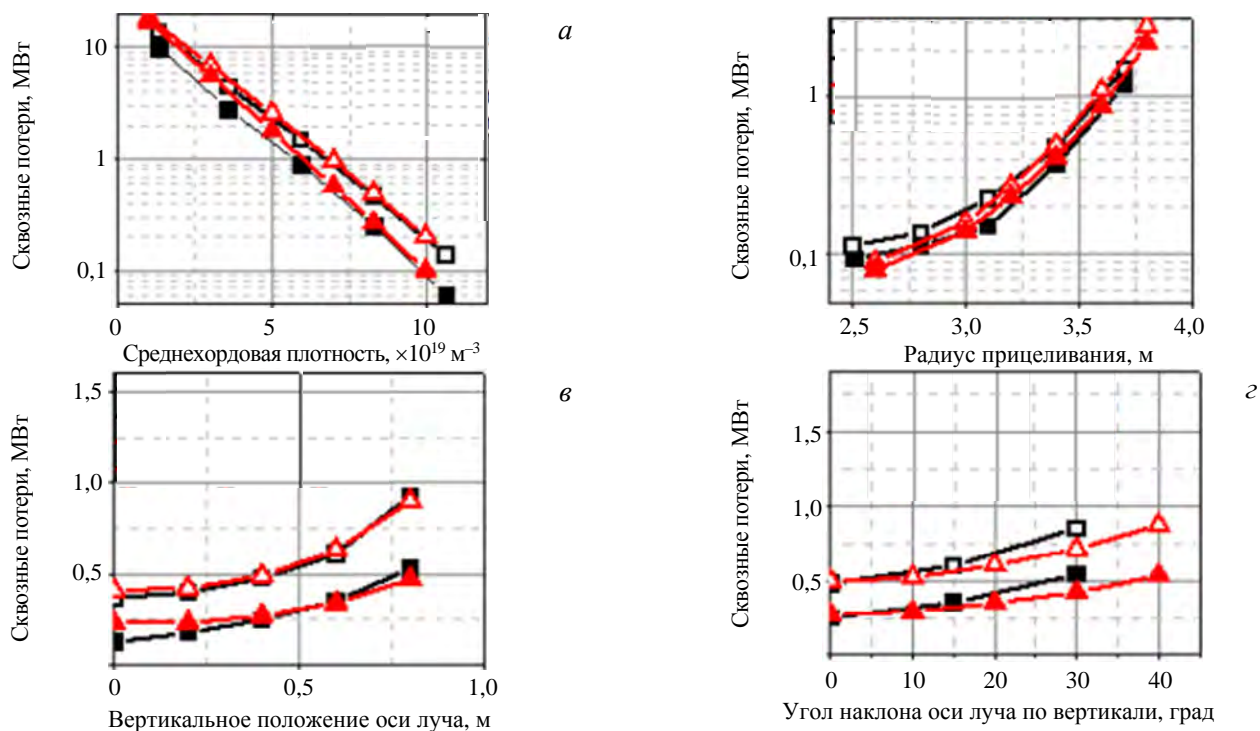 Сквозные потери, МВт
10
1
0,1
0
5
10
Среднехордовая плотность, ×10¹⁹ м⁻³
а
Сквозные потери, МВт
1
0,1
2,5
3,0
3,5
4,0
Радиус прицеливания, м
Сквозные потери, МВт
1,5
1,0
0,5
0
0,5
1,0
Вертикальное положение оси луча, м
в
Сквозные потери, МВт
1,5
1,0
0,5
0
10
20
30
40
Угол наклона оси луча по вертикали, град
г